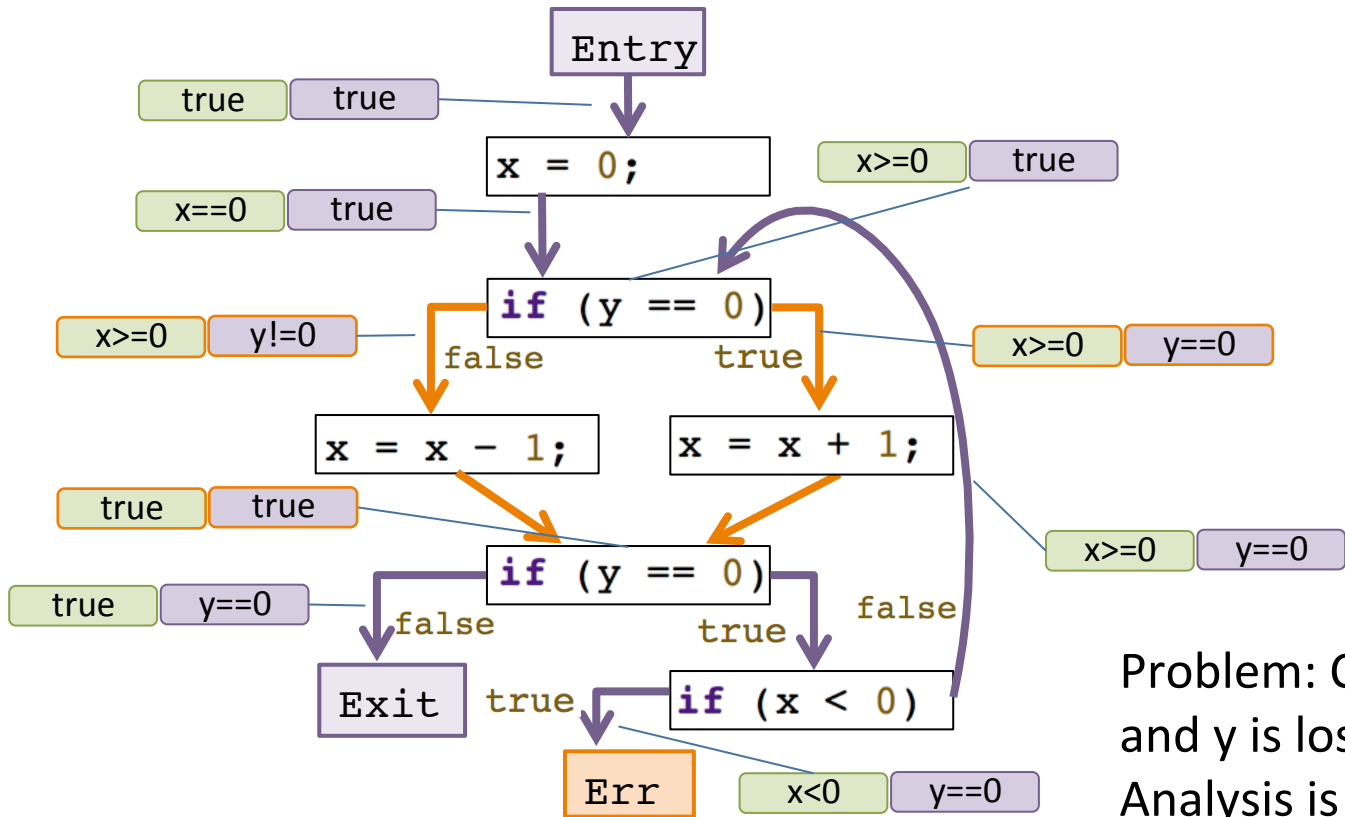 Entry
true true
x = 0;
x>=0 true
x==0 true
if (y == 0)
x>=0 y!=0
x>=0 y==0
false true
x = x - 1;
x = x + 1;
true true
x>=0 y==0
if (y == 0)
true y==0
false true false
Problem:
Exit
true
if (x < 0)
and y is
Err
x<0 y==0
Analysis is